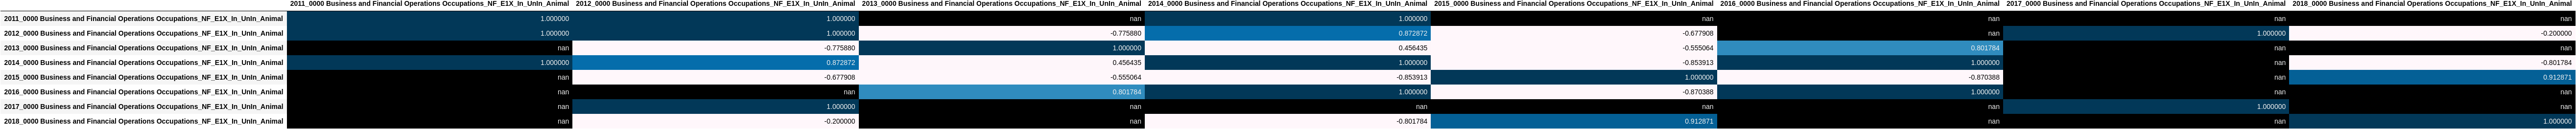 2011_0000 Business and Financial Operations Occupations_NF_E1X_In_UnIn_Animal 2012_0000 Business and Financial Operations Occupations_NF_E1X_In_UnIn_Animal 2013_0000 Business and Financial Operations Occupations_NF_E1X_In_UnIn_Animal 2014_0000 Business and Financial Operations Occupations_NF_E1X_In_UnIn_Animal 2015_0000 Business and Financial Operations Occupations_NF_E1X_In_UnIn_Animal 2016_0000 Business and Financial Operations Occupations_NF_E1X_In_UnIn_Animal 2017_0000 Business and Financial Operations Occupations_NF_E1X_In_UnIn_Animal 2018_0000 Business and Financial Operations Occupations_NF_E1X_In_UnIn_Animal
2011_0000 Business and Financial Operations Occupations_NF_E1X_In_UnIn_Animal 1.000000 1.000000 nan 1.000000 nan nan nan nan
2012_0000 Business and Financial Operations Occupations_NF_E1X_In_UnIn_Animal 1.000000 1.000000 -0.775880 0.872872 -0.677908 nan 1.000000 -0.200000
2013_0000 Business and Financial Operations Occupations_NF_E1X_In_UnIn_Animal nan -0.775880 1.000000 0.456435 -0.555064 0.801784 nan nan
2014_0000 Business and Financial Operations Occupations_NF_E1X_In_UnIn_Animal 1.000000 0.872872 0.456435 1.000000 -0.853913 1.000000 nan -0.801784
2015_0000 Business and Financial Operations Occupations_NF_E1X_In_UnIn_Animal nan -0.677908 -0.555064 -0.853913 1.000000 -0.870388 nan 0.912871
2016_0000 Business and Financial Operations Occupations_NF_E1X_In_UnIn_Animal nan nan 0.801784 1.000000 -0.870388 1.000000 nan nan
2017_0000 Business and Financial Operations Occupations_NF_E1X_In_UnIn_Animal nan 1.000000 nan nan nan nan 1.000000 nan
2018_0000 Business and Financial Operations Occupations_NF_E1X_In_UnIn_Animal nan -0.200000 nan -0.801784 0.912871 nan nan 1.000000